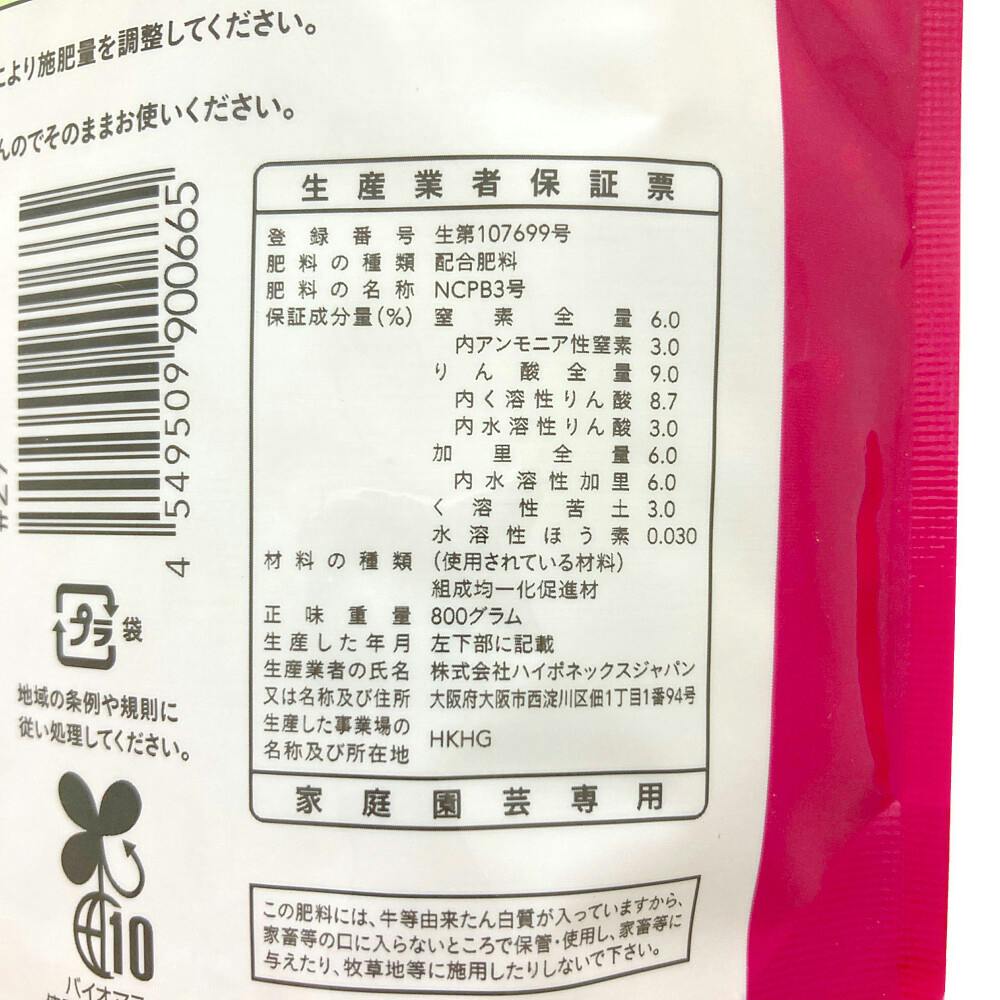 により施肥量を調整してください。
んのでそのままお使いください。
4 549509 900665
プラ
袋
地域の条例や規則に
従い処理してください。
10
バイオマス
生産業者保証票
登録番号 生第107699号
肥料の種類 配合肥料
肥料の名称 NCPB3号
保証成分量(%) 窒素全量 6.0
内アンモニア性窒素 3.0
りん酸全量 9.0
内く溶性りん酸 8.7
内水溶性りん酸 3.0
加里全量 6.0
内水溶性加里 6.0
く溶性苦土 3.0
水溶性ほう素 0.030
材料の種類 (使用されている材料)
組成均一化促進材
正味重量 800グラム
生産した年月 左下部に記載
生産業者の氏名 株式会社ハイポネックスジャパン
又は名称及び住所 大阪府大阪市西淀川区佃1丁目1番94号
生産した事業場の
名称及び所在地 HKHG
家庭園芸専用
この肥料には、牛等由来たん白質が入っていますから、
家畜等の口に入らないところで保管・使用し、家畜等に
与えたり、牧草地等に施用したりしないで下さい。